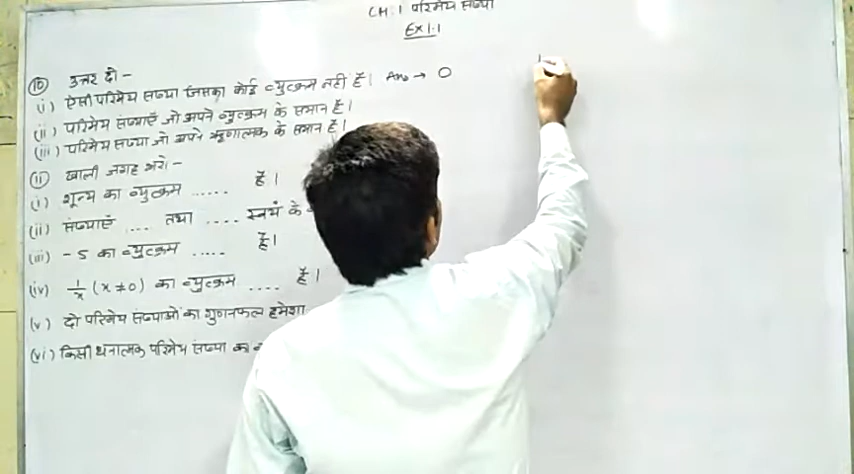 CH : 1 परिमेय संख्या
Ex 1.1
⑩ उत्तर दो -
(i) ऐसी परिमेय संख्या जिसका कोई व्युत्क्रम नही हैं। Ans → 0
(ii) परिमेय संख्याएँ जो अपने व्युत्क्रम के समान हैं।
(iii) परिमेय संख्या जो अपने ऋणात्मक के समान हैं।
⑪ खाली जगह भरो -
(i) शून्य का व्युत्क्रम ..... हैं।
(ii) संख्याएँ ... तथा .... स्वयं के
(iii) - 5 का व्युत्क्रम ..... हैं।
(iv) 1/x (x ≠ 0) का व्युत्क्रम .... हैं।
(v) दो परिमेय संख्याओं का गुणनफल हमेशा
(vi) किसी धनात्मक परिमेय संख्या का